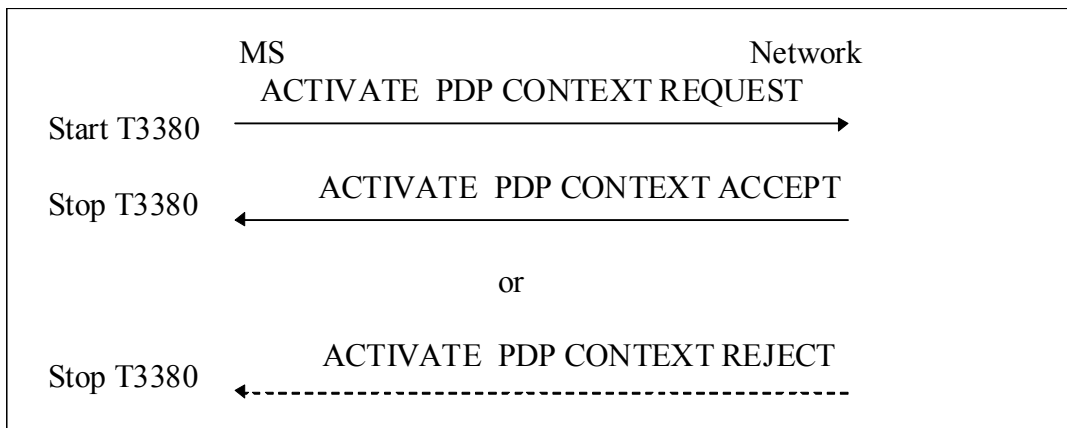 MS Network
ACTIVATE PDP CONTEXT REQUEST
Start T3380
ACTIVATE PDP CONTEXT ACCEPT
Stop T3380
or
ACTIVATE PDP CONTEXT REJECT
Stop T3380